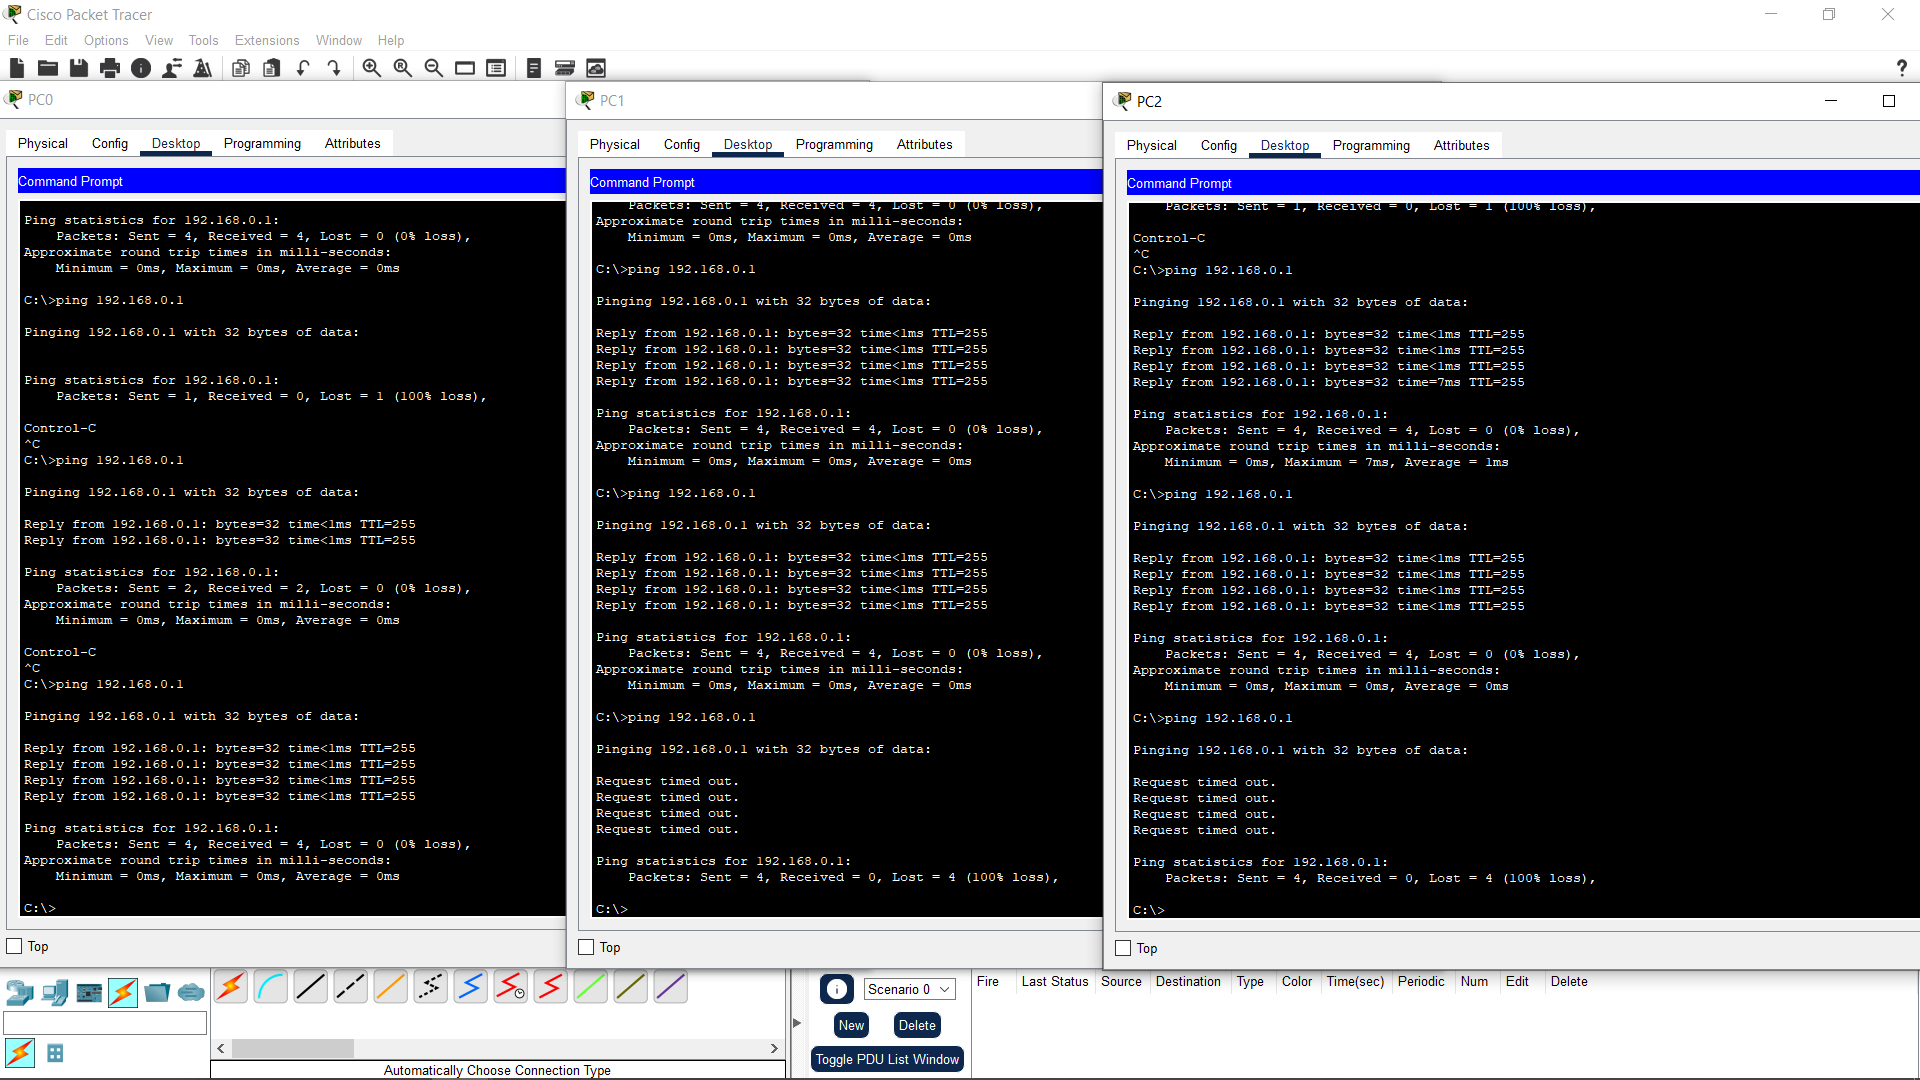 Cisco Packet Tracer
File Edit Options View Tools Extensions Window Help
PC0
Physical Config Desktop Programming Attributes
Command Prompt
Ping statistics for 192.168.0.1:
Packets: Sent = 4, Received = 4, Lost = 0 (0% loss),
Approximate round trip times in milli-seconds:
Minimum = 0ms, Maximum = 0ms, Average = 0ms
C:\>ping 192.168.0.1
Pinging 192.168.0.1 with 32 bytes of data:
Ping statistics for 192.168.0.1:
Packets: Sent = 1, Received = 0, Lost = 1 (100% loss),
Control-C
^C
C:\>ping 192.168.0.1
Pinging 192.168.0.1 with 32 bytes of data:
Reply from 192.168.0.1: bytes=32 time<1ms TTL=255
Reply from 192.168.0.1: bytes=32 time<1ms TTL=255
Ping statistics for 192.168.0.1:
Packets: Sent = 2, Received = 2, Lost = 0 (0% loss),
Approximate round trip times in milli-seconds:
Minimum = 0ms, Maximum = 0ms, Average = 0ms
Control-C
^C
C:\>ping 192.168.0.1
Pinging 192.168.0.1 with 32 bytes of data:
Reply from 192.168.0.1: bytes=32 time<1ms TTL=255
Reply from 192.168.0.1: bytes=32 time<1ms TTL=255
Reply from 192.168.0.1: bytes=32 time<1ms TTL=255
Reply from 192.168.0.1: bytes=32 time<1ms TTL=255
Ping statistics for 192.168.0.1:
Packets: Sent = 4, Received = 4, Lost = 0 (0% loss),
Approximate round trip times in milli-seconds:
Minimum = 0ms, Maximum = 0ms, Average = 0ms
C:\>
Top
PC1
Physical Config Desktop Programming Attributes
Command Prompt
Packets: Sent = 4, Received = 4, Lost = 0 (0% loss),
Approximate round trip times in milli-seconds:
Minimum = 0ms, Maximum = 0ms, Average = 0ms
C:\>ping 192.168.0.1
Pinging 192.168.0.1 with 32 bytes of data:
Reply from 192.168.0.1: bytes=32 time<1ms TTL=255
Reply from 192.168.0.1: bytes=32 time<1ms TTL=255
Reply from 192.168.0.1: bytes=32 time<1ms TTL=255
Reply from 192.168.0.1: bytes=32 time<1ms TTL=255
Ping statistics for 192.168.0.1:
Packets: Sent = 4, Received = 4, Lost = 0 (0% loss),
Approximate round trip times in milli-seconds:
Minimum = 0ms, Maximum = 0ms, Average = 0ms
C:\>ping 192.168.0.1
Pinging 192.168.0.1 with 32 bytes of data:
Reply from 192.168.0.1: bytes=32 time<1ms TTL=255
Reply from 192.168.0.1: bytes=32 time<1ms TTL=255
Reply from 192.168.0.1: bytes=32 time<1ms TTL=255
Reply from 192.168.0.1: bytes=32 time<1ms TTL=255
Ping statistics for 192.168.0.1:
Packets: Sent = 4, Received = 4, Lost = 0 (0% loss),
Approximate round trip times in milli-seconds:
Minimum = 0ms, Maximum = 0ms, Average = 0ms
C:\>ping 192.168.0.1
Pinging 192.168.0.1 with 32 bytes of data:
Request timed out.
Request timed out.
Request timed out.
Request timed out.
Ping statistics for 192.168.0.1:
Packets: Sent = 4, Received = 0, Lost = 4 (100% loss),
C:\>
Top
PC2
Physical Config Desktop Programming Attributes
Command Prompt
Packets: Sent = 1, Received = 0, Lost = 1 (100% loss),
Control-C
^C
C:\>ping 192.168.0.1
Pinging 192.168.0.1 with 32 bytes of data:
Reply from 192.168.0.1: bytes=32 time<1ms TTL=255
Reply from 192.168.0.1: bytes=32 time<1ms TTL=255
Reply from 192.168.0.1: bytes=32 time<1ms TTL=255
Reply from 192.168.0.1: bytes=32 time=7ms TTL=255
Ping statistics for 192.168.0.1:
Packets: Sent = 4, Received = 4, Lost = 0 (0% loss),
Approximate round trip times in milli-seconds:
Minimum = 0ms, Maximum = 7ms, Average = 1ms
C:\>ping 192.168.0.1
Pinging 192.168.0.1 with 32 bytes of data:
Reply from 192.168.0.1: bytes=32 time<1ms TTL=255
Reply from 192.168.0.1: bytes=32 time<1ms TTL=255
Reply from 192.168.0.1: bytes=32 time<1ms TTL=255
Reply from 192.168.0.1: bytes=32 time<1ms TTL=255
Ping statistics for 192.168.0.1:
Packets: Sent = 4, Received = 4, Lost = 0 (0% loss),
Approximate round trip times in milli-seconds:
Minimum = 0ms, Maximum = 0ms, Average = 0ms
C:\>ping 192.168.0.1
Pinging 192.168.0.1 with 32 bytes of data:
Request timed out.
Request timed out.
Request timed out.
Request timed out.
Ping statistics for 192.168.0.1:
Packets: Sent = 4, Received = 0, Lost = 4 (100% loss),
C:\>
Top
Automatically Choose Connection Type
Scenario 0
New Delete
Toggle PDU List Window
Fire Last Status Source Destination Type Color Time(sec) Periodic Num Edit Delete